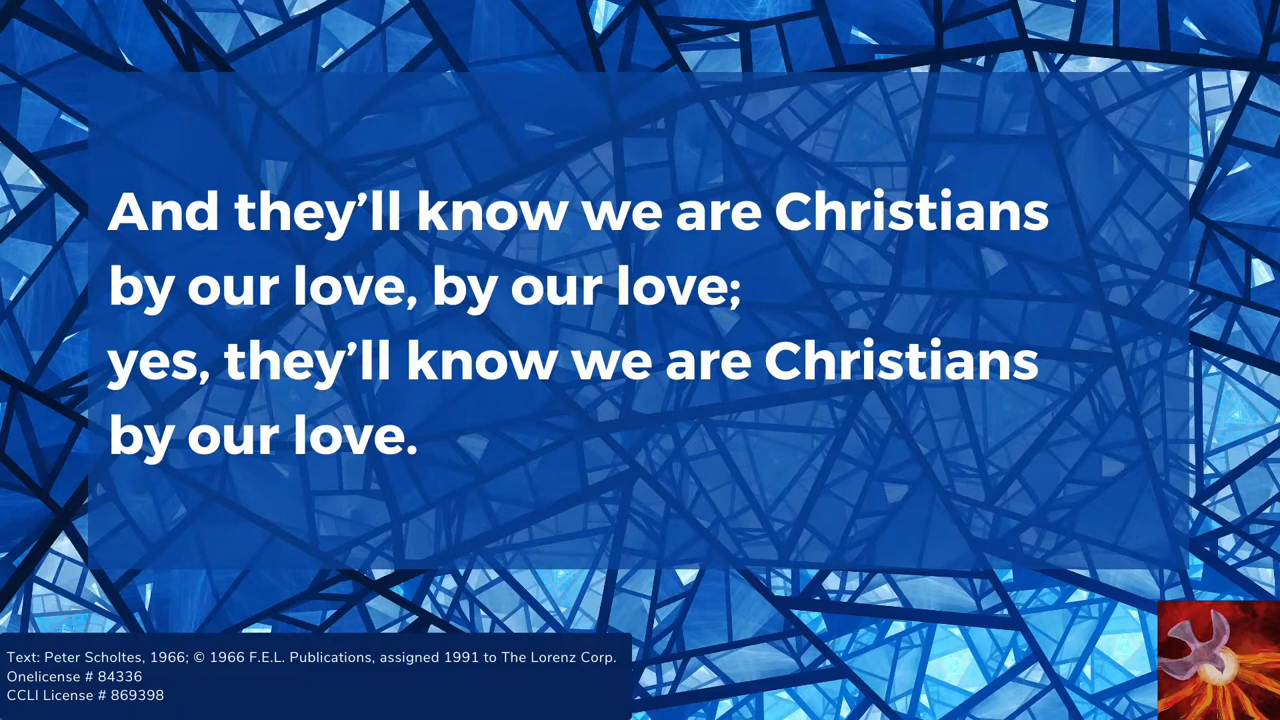 And they’ll know we are Christians
by our love, by our love;
yes, they’ll know we are Christians
by our love.
Text: Peter Scholtes, 1966; © 1966 F.E.L. Publications, assigned 1991 to The Lorenz Corp.
Onelicense # 84336
CCLI License # 869398